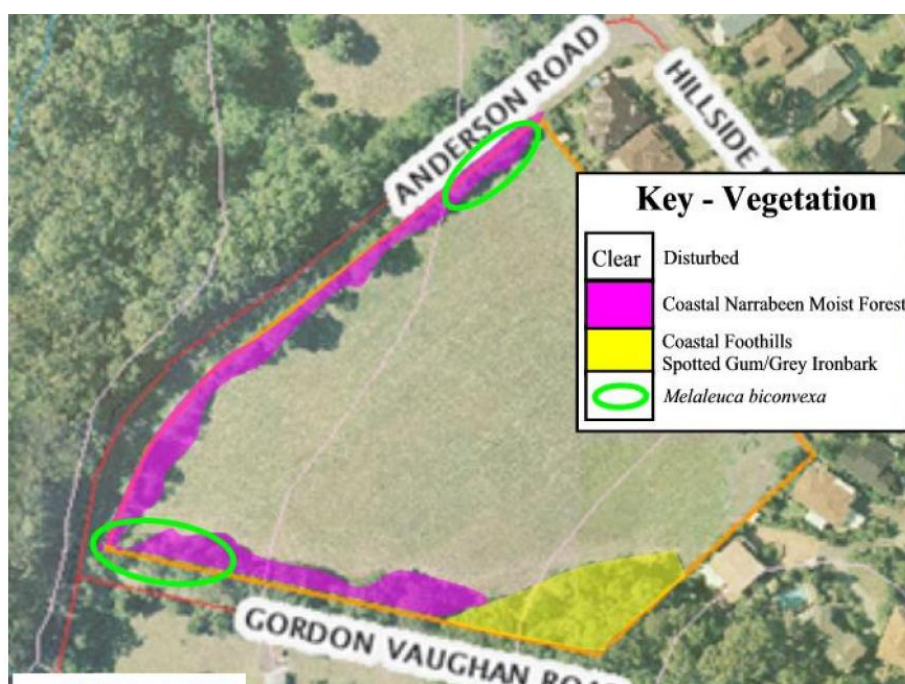 ANDERSON ROAD
HILLSIDE
Key - Vegetation
Clear
Disturbed
Coastal Narrabeen Moist Forest
Coastal Foothills
Spotted Gum/Grey Ironbark
Melaleuca biconvexa
GORDON VAUGHAN ROAD